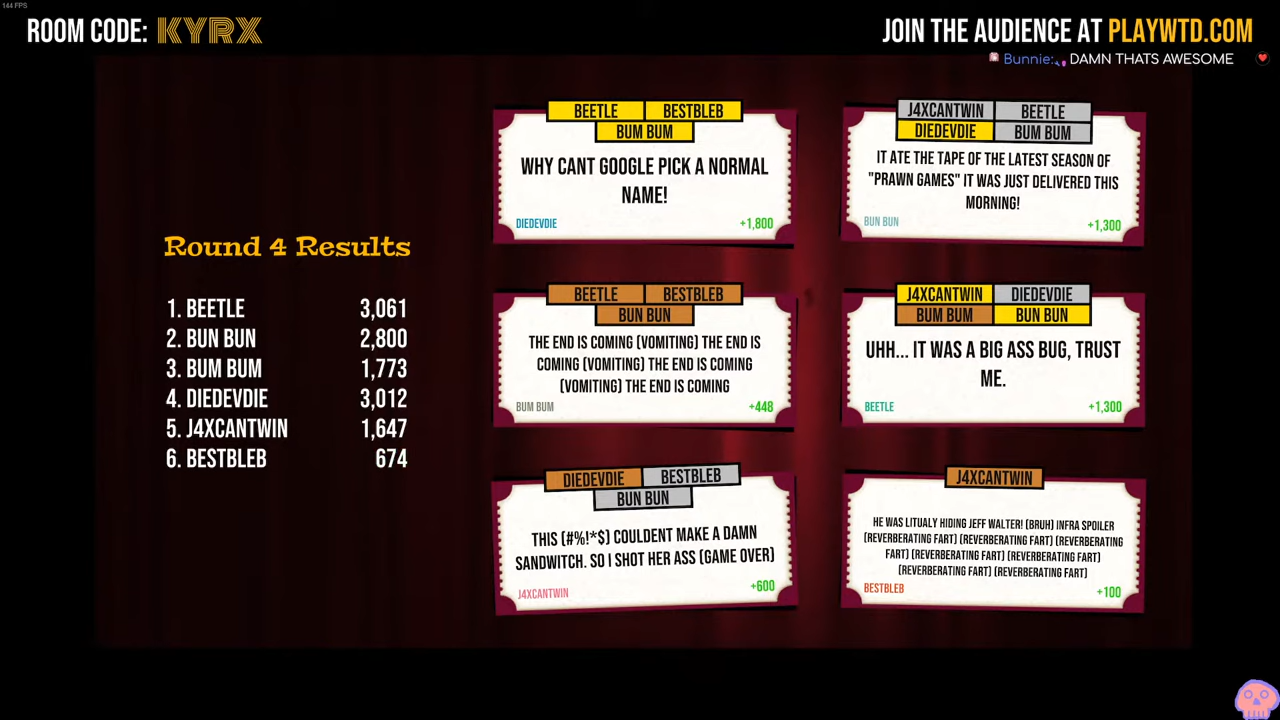 144 FPS
ROOM CODE: KYRX
JOIN THE AUDIENCE AT PLAYWTD.COM
Bunnie: DAMN THATS AWESOME
Round 4 Results
1. BEETLE 3,061
2. BUN BUN 2,800
3. BUM BUM 1,773
4. DIEDEVDIE 3,012
5. J4XCANTWIN 1,647
6. BESTBLEB 674
BEETLE BESTBLEB
BUM BUM
WHY CANT GOOGLE PICK A NORMAL
NAME!
DIEDEVDIE +1,800
J4XCANTWIN BEETLE
DIEDEVDIE BUM BUM
IT ATE THE TAPE OF THE LATEST SEASON OF
"PRAWN GAMES" IT WAS JUST DELIVERED THIS
MORNING!
BUN BUN +1,300
BEETLE BESTBLEB
BUN BUN
THE END IS COMING (VOMITING) THE END IS
COMING (VOMITING) THE END IS COMING
(VOMITING) THE END IS COMING
BUM BUM +448
J4XCANTWIN DIEDEVDIE
BUM BUM BUN BUN
UHH... IT WAS A BIG ASS BUG, TRUST
ME.
BEETLE +1,300
DIEDEVDIE BESTBLEB
BUN BUN
THIS (#%!*$) COULDENT MAKE A DAMN
SANDWITCH. SO I SHOT HER ASS (GAME OVER)
J4XCANTWIN +600
J4XCANTWIN
HE WAS LITUALY HIDING JEFF WALTER! (BRUH) INFRA SPOILER
(REVERBERATING FART) (REVERBERATING FART) (REVERBERATING
FART) (REVERBERATING FART) (REVERBERATING FART)
(REVERBERATING FART) (REVERBERATING FART)
BESTBLEB +100